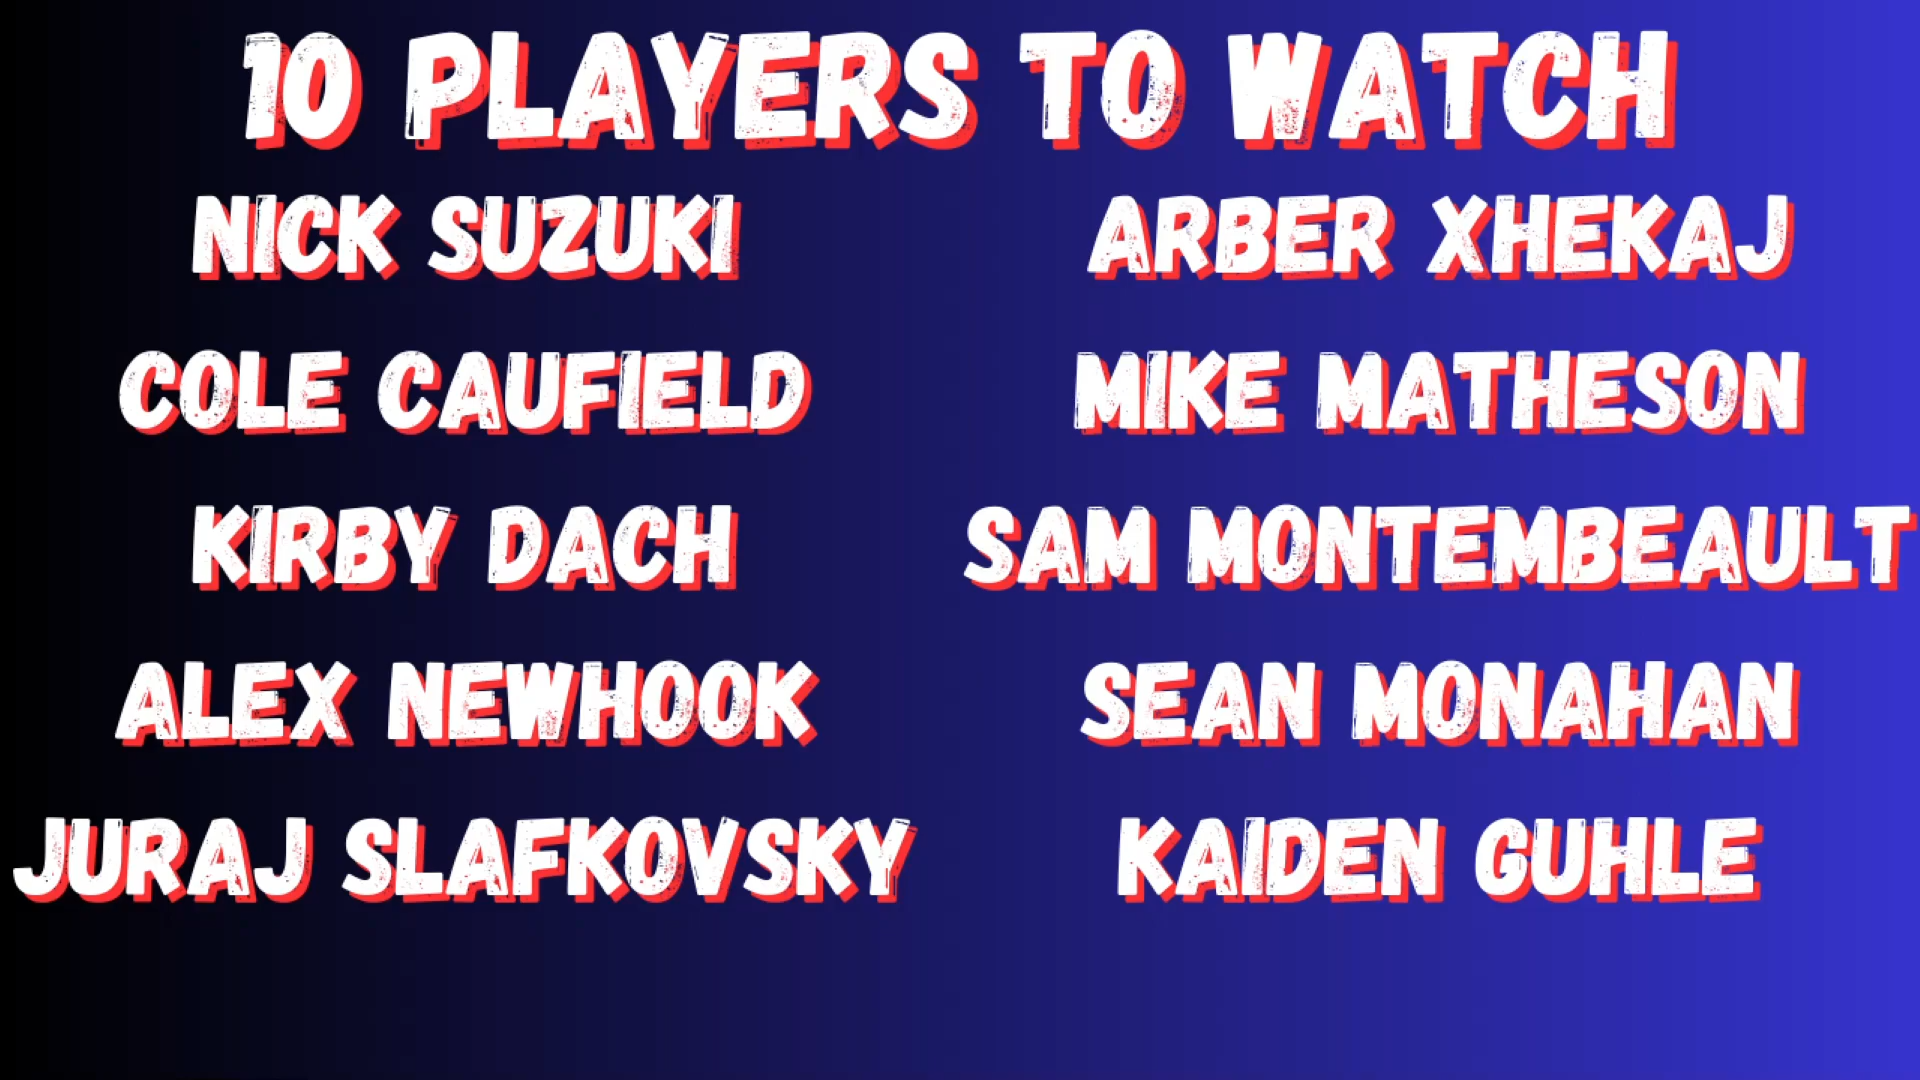 10 PLAYERS TO WATCH
NICK SUZUKI
COLE CAUFIELD
KIRBY DACH
ALEX NEWHOOK
JURAJ SLAFKOVSKY
ARBER XHEKAJ
MIKE MATHESON
SAM MONTEMBEAULT
SEAN MONAHAN
KAIDEN GUHLE